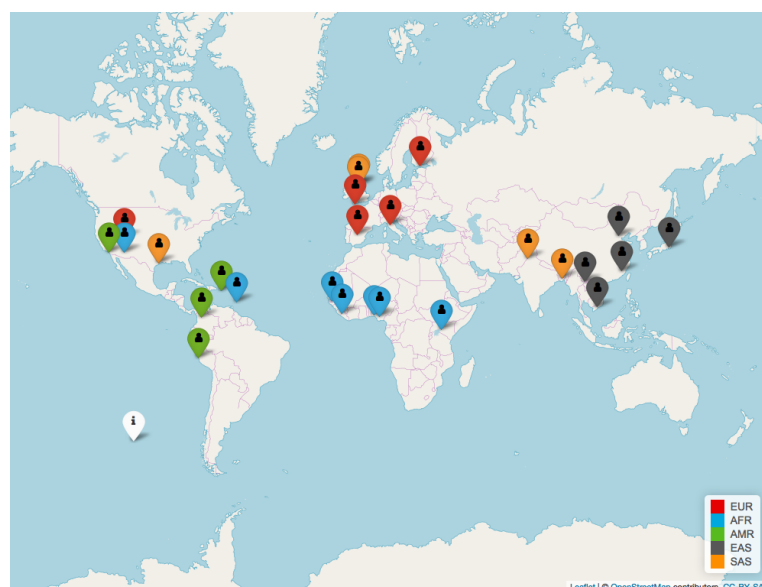 i
EUR
AFR
AMR
EAS
SAS
Leaflet | © OpenStreetMap contributors, CC-BY-SA